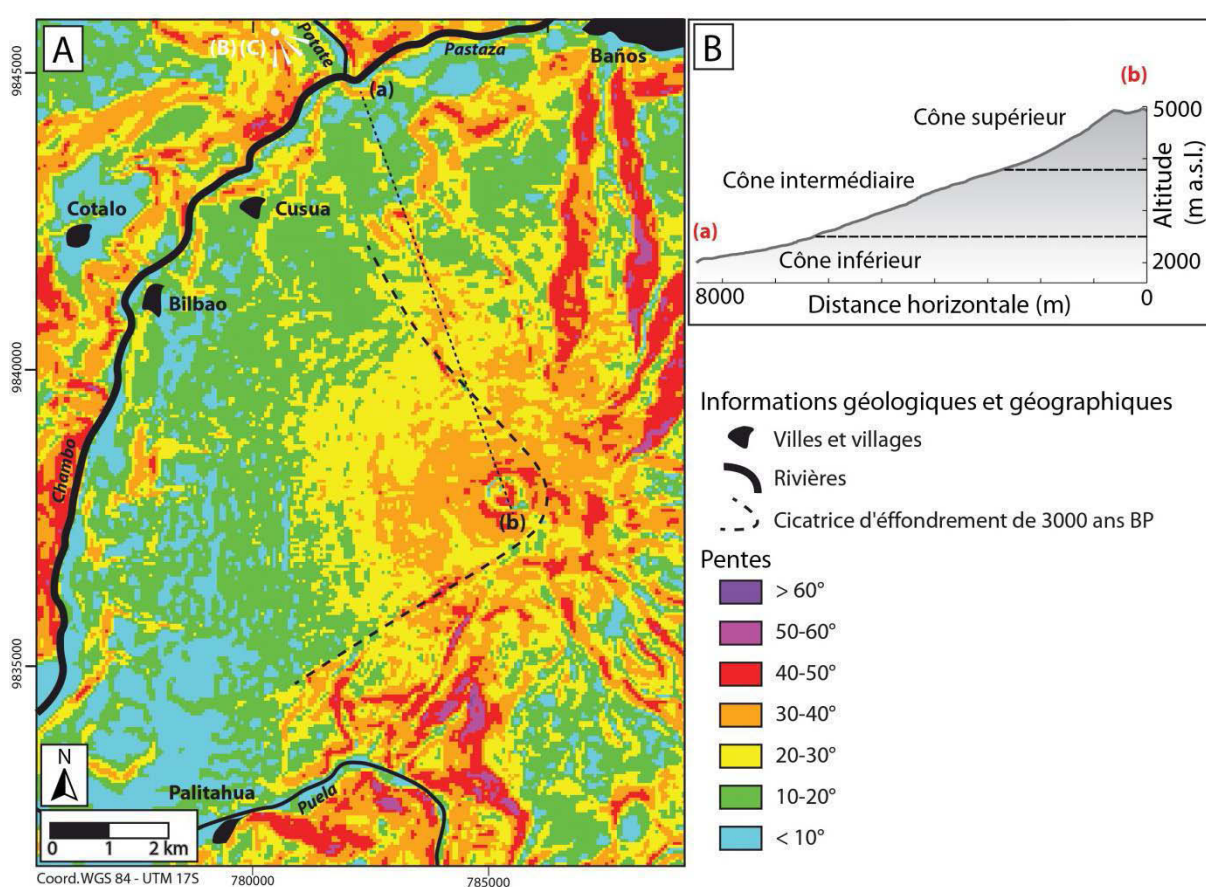 A
(B) (C)
Patate
Pastaza
Baños
(a)
Cotalo
Cusua
Bilbao
Chambo
(b)
Palitahua
Puela
N
0 1 2 km
9845000
9840000
9835000
780000
785000
Coord.WGS 84 - UTM 17S
B
(b)
Cône supérieur
5000
Cône intermédiaire
Altitude
(m a.s.l.)
(a)
Cône inférieur
2000
8000
Distance horizontale (m)
0
Informations géologiques et géographiques
Villes et villages
Rivières
Cicatrice d'éffondrement de 3000 ans BP
Pentes
> 60°
50-60°
40-50°
30-40°
20-30°
10-20°
< 10°